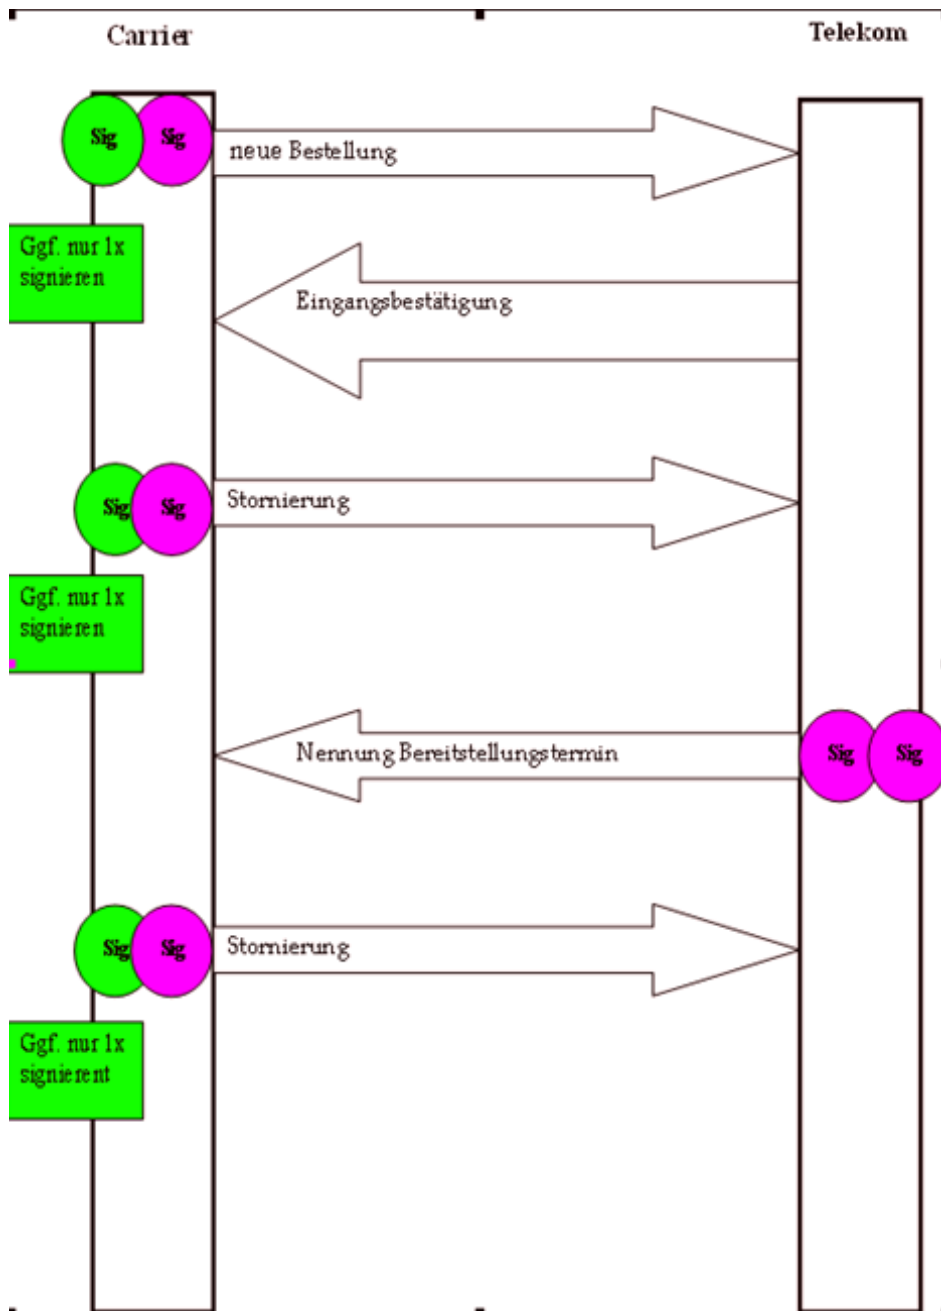 Carrier
Telekom
Sig
Sig
neue Bestellung
Ggf. nur 1x
signieren
Eingangsbestätigung
Sig
Sig
Stornierung
Ggf. nur 1x
signieren
Nennung Bereitstellungstermin
Sig
Sig
Sig
Sig
Stornierung
Ggf. nur 1x
signierent